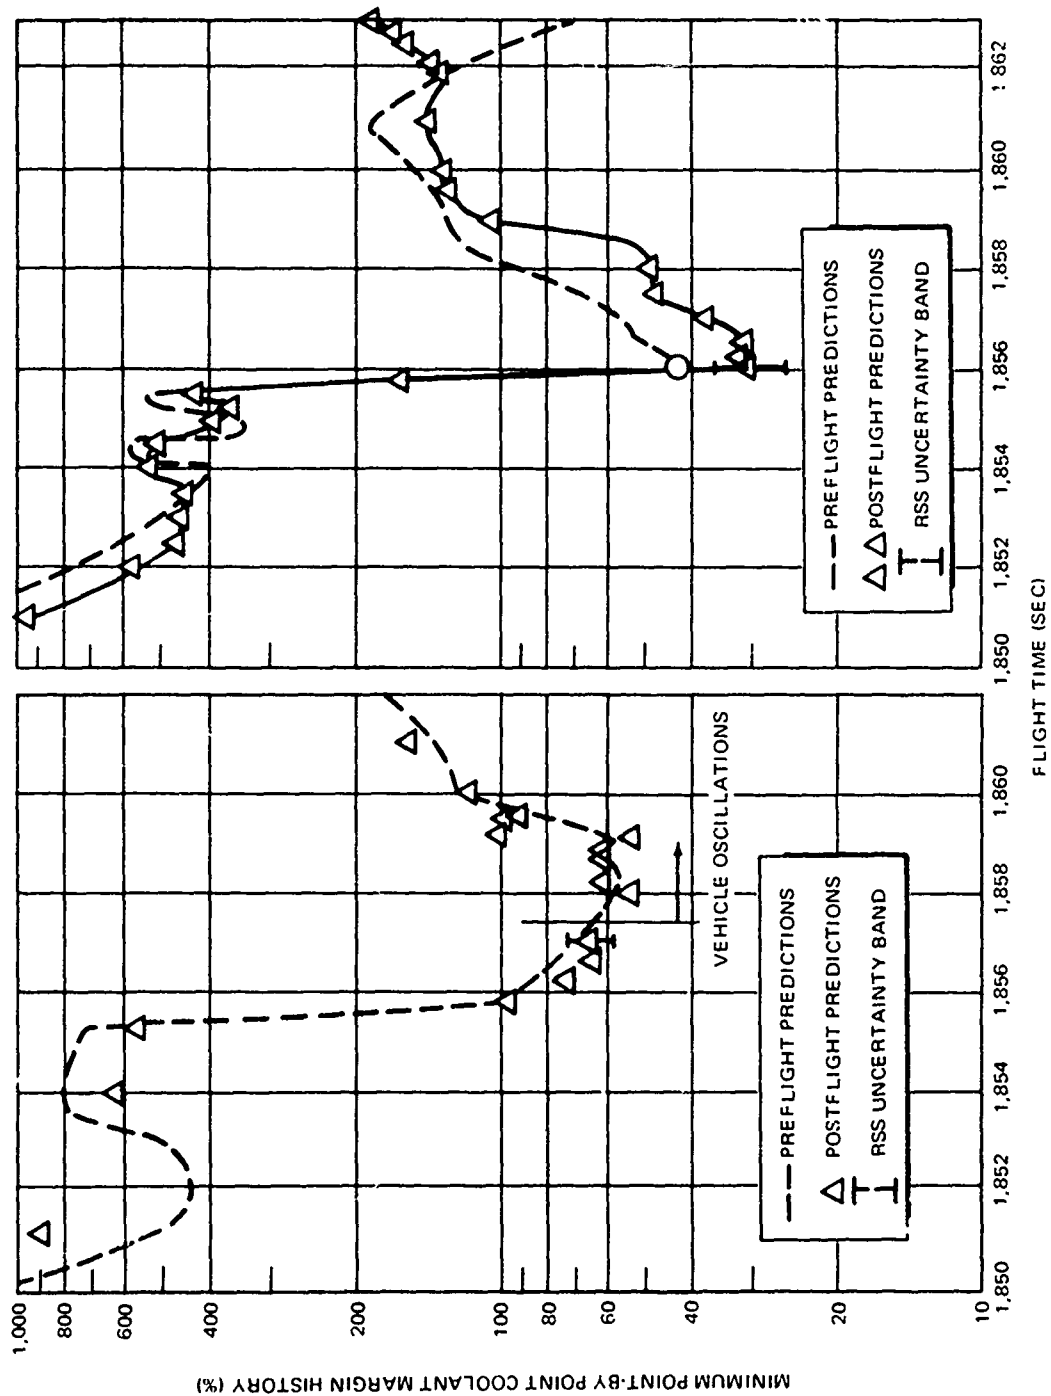 MINIMUM POINT-BY POINT COOLANT MARGIN HISTORY (%)
1,000
800
600
400
200
100
80
60
40
20
10
1,850
1,852
1,854
1,856
1,858
1,860
VEHICLE OSCILLATIONS
PREFLIGHT PREDICTIONS
POSTFLIGHT PREDICTIONS
RSS UNCERTAINTY BAND
1,850
1,852
1,854
1,856
1,858
1,860
1,862
PREFLIGHT PREDICTIONS
POSTFLIGHT PREDICTIONS
RSS UNCERTAINTY BAND
FLIGHT TIME (SEC)